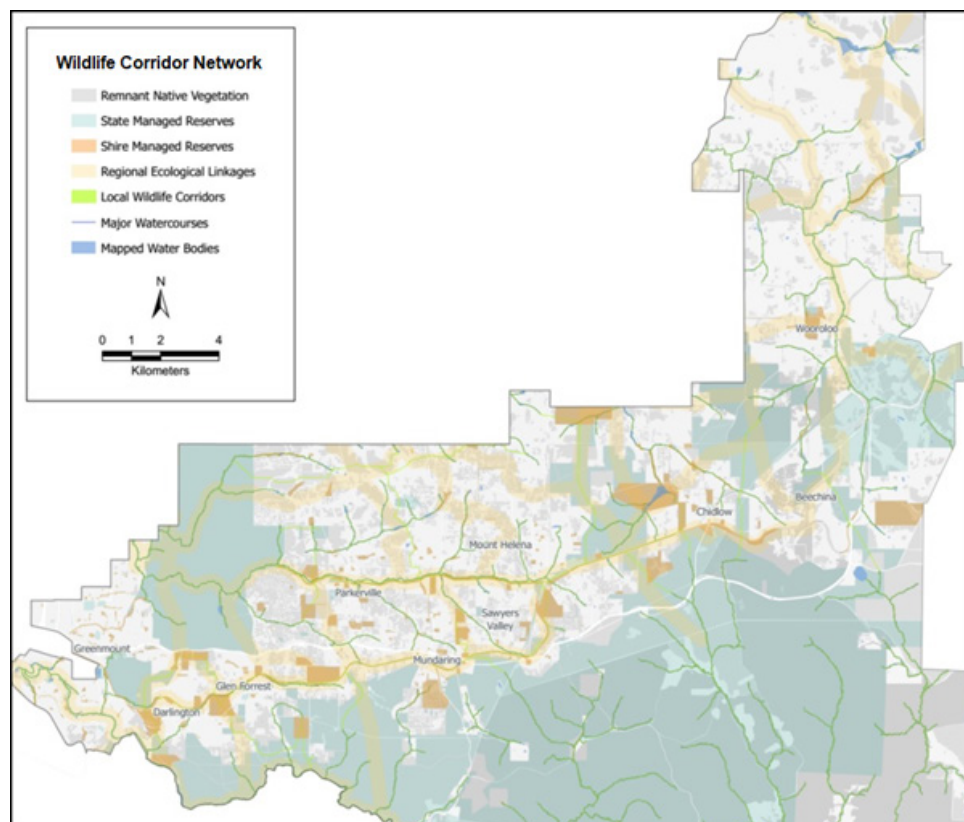 Wildlife Corridor Network
Remnant Native Vegetation
State Managed Reserves
Shire Managed Reserves
Regional Ecological Linkages
Local Wildlife Corridors
Major Watercourses
Mapped Water Bodies
N
0 1 2 4
Kilometers
Wooroloo
Beechina
Chidlow
Mount Helena
Parkerville
Sawyers
Valley
Greenmount
Mundaring
Glen Forrest
Darlington